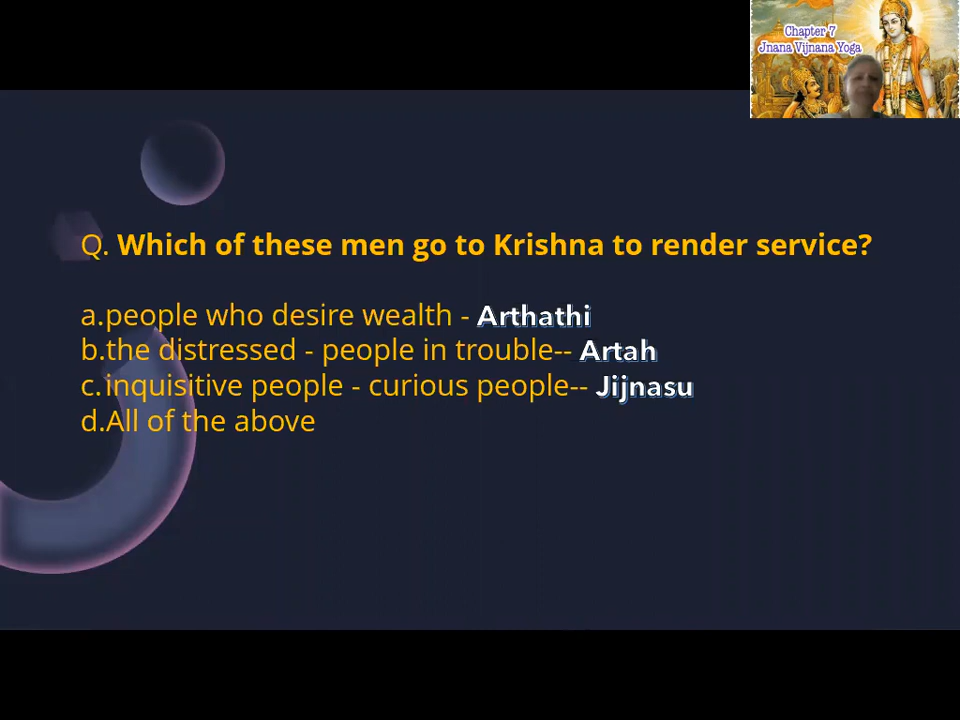 Chapter 7
Jnana Vijnana Yoga
Q. Which of these men go to Krishna to render service?
a.people who desire wealth - Arthathi
b.the distressed - people in trouble-- Artah
c.inquisitive people - curious people-- Jijnasu
d.All of the above